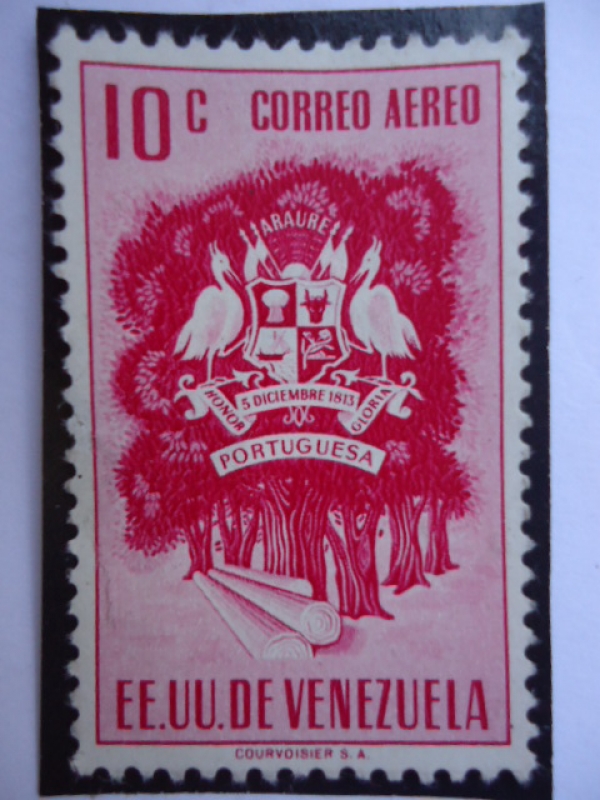 10 C CORREO AEREO
ARAURE
HONOR 5 DICIEMBRE 1813 GLORIA
PORTUGUESA
EE.UU. DE VENEZUELA
COURVOISIER S. A.